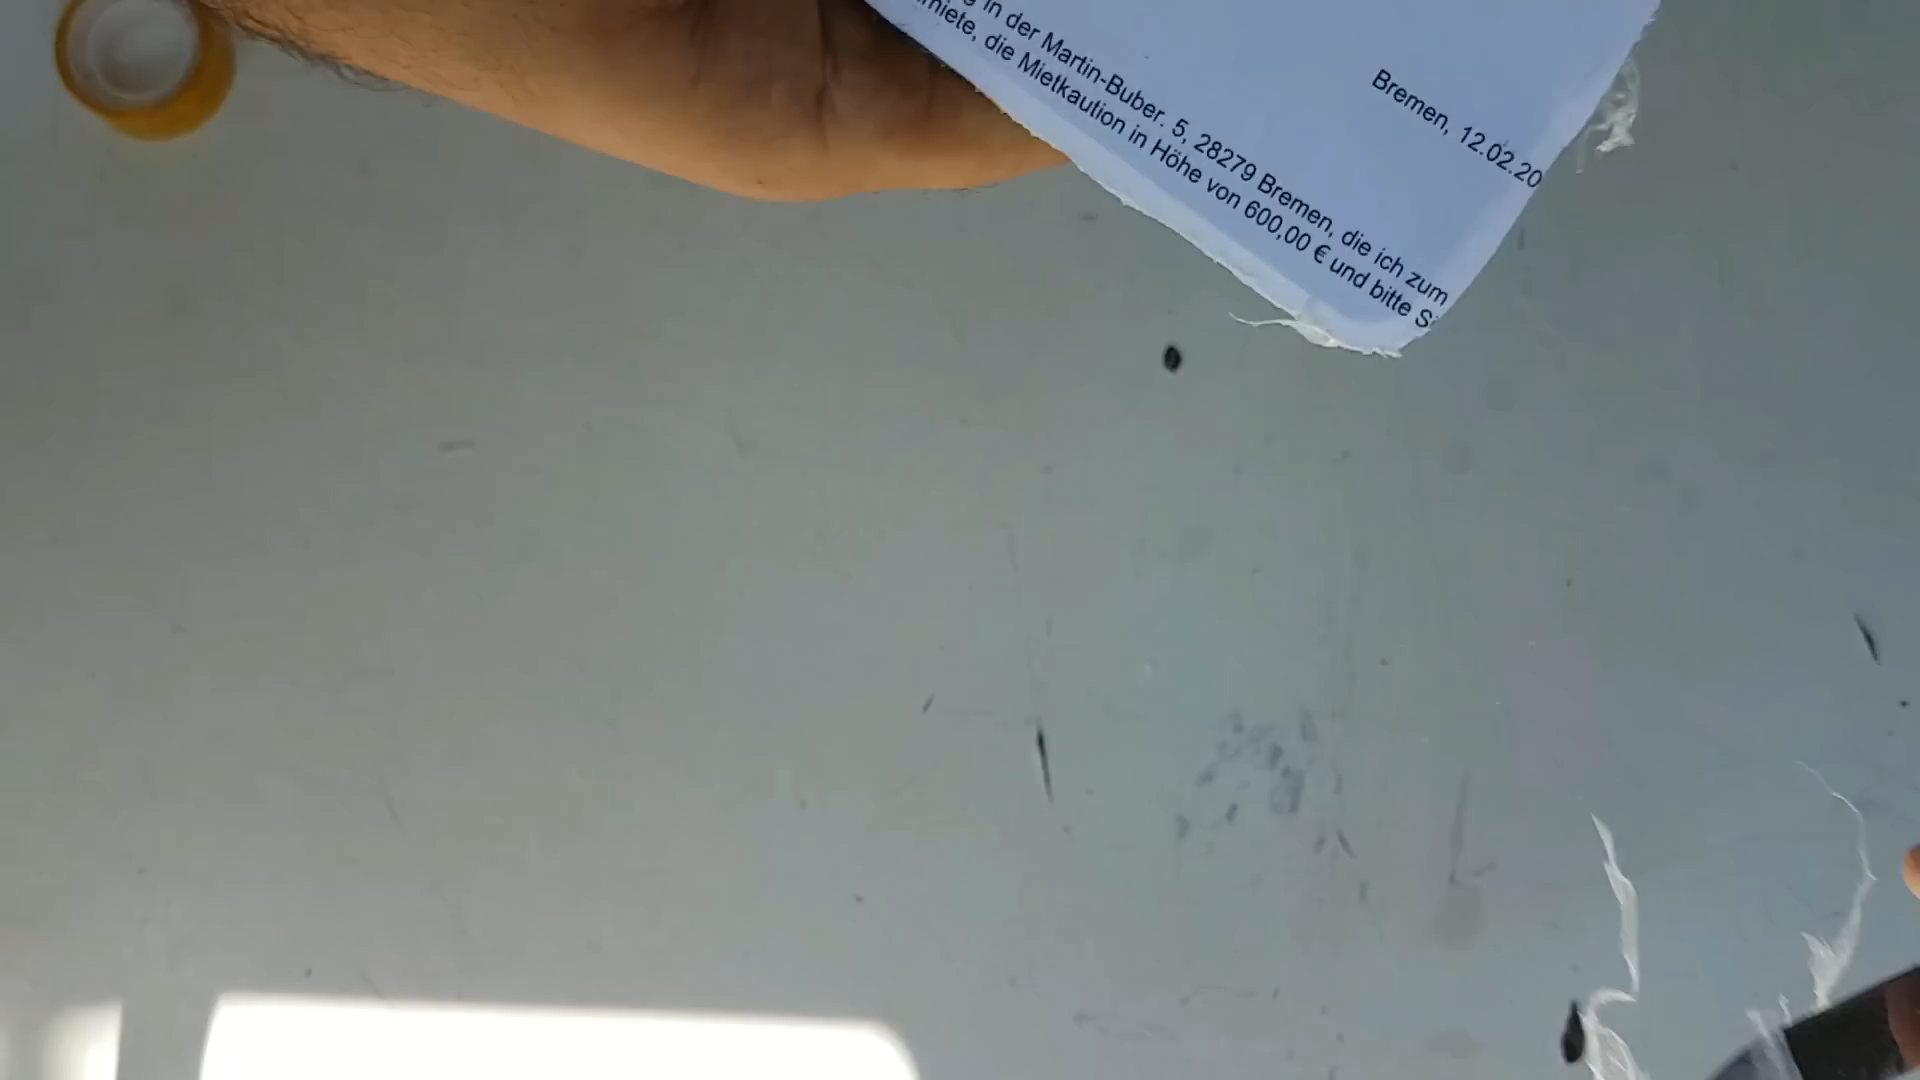 Bremen, 12.02.20
in der Martin-Buber. 5, 28279 Bremen, die ich zum
miete, die Mietkaution in Höhe von 600,00 € und bitte S